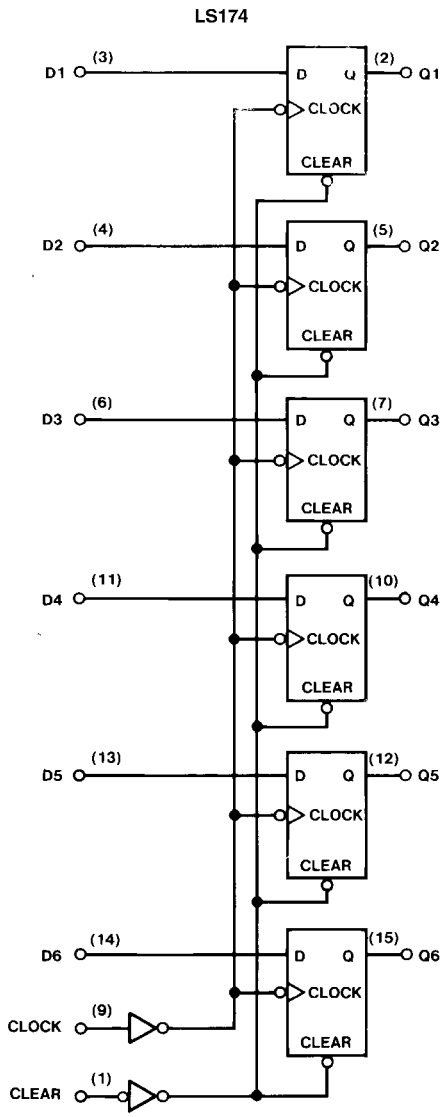 LS174
D1 (3) D Q (2) Q1
CLOCK
CLEAR
D2 (4) D Q (5) Q2
CLOCK
CLEAR
D3 (6) D Q (7) Q3
CLOCK
CLEAR
D4 (11) D Q (10) Q4
CLOCK
CLEAR
D5 (13) D Q (12) Q5
CLOCK
CLEAR
D6 (14) D Q (15) Q6
CLOCK
CLOCK (9)
CLEAR
CLEAR (1)